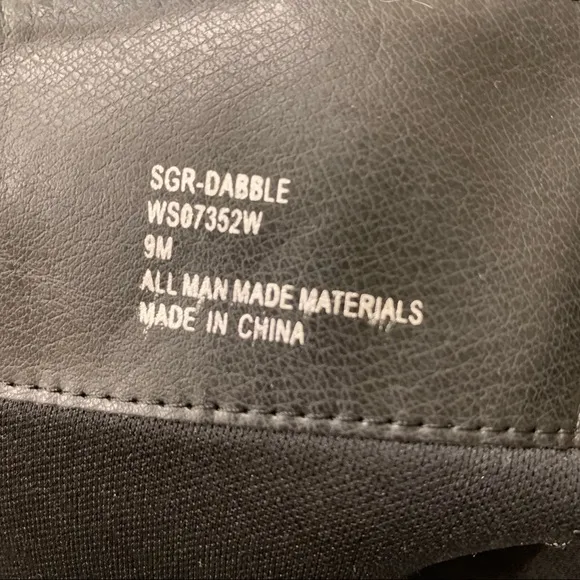 SGR-DABBLE
WS07352W
9M
ALL MAN MADE MATERIALS
MADE IN CHINA